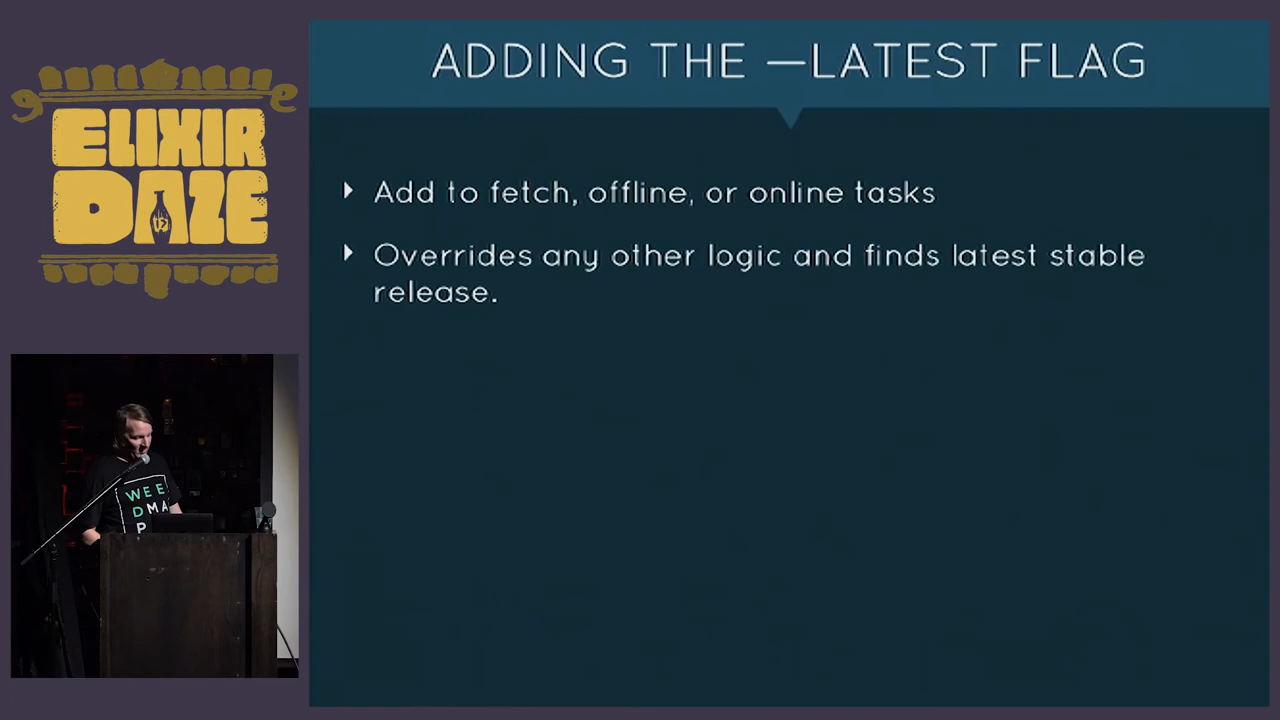 ELIXIR
DAZE
ADDING THE —LATEST FLAG
Add to fetch, offline, or online tasks
Overrides any other logic and finds latest stable
release.
WEE
DMA
P